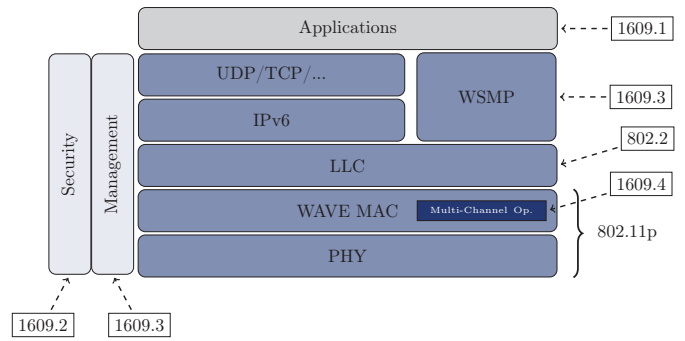 Applications
1609.1
UDP/TCP/...
WSMP
1609.3
IPv6
Security
Management
LLC
802.2
1609.4
WAVE MAC
Multi-Channel Op.
802.11p
PHY
1609.2
1609.3